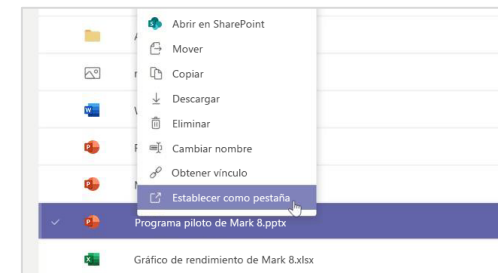 Abrir en SharePoint
Mover
Copiar
Descargar
Eliminar
Cambiar nombre
Obtener vínculo
Establecer como pestaña
Programa piloto de Mark 8.pptx
Gráfico de rendimiento de Mark 8.xlsx